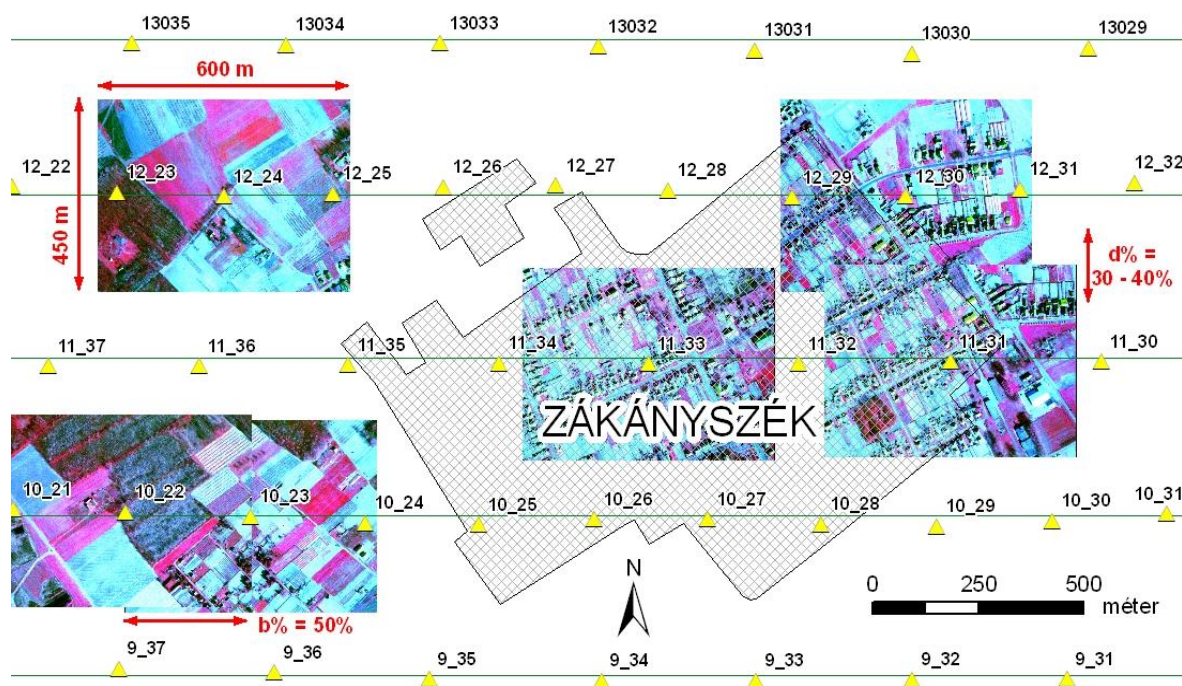 13035 13034 13033 13032 13031 13030 13029
600 m
450 m
12_22 12_23 12_24 12_25 12_26 12_27 12_28 12_29 12_30 12_31 12_32
d% =
30 - 40%
11_37 11_36 11_35 11_34 11_33 11_32 11_31 11_30
ZÁKÁNYSZÉK
10_21 10_22 10_23 10_24 10_25 10_26 10_27 10_28 10_29 10_30 10_31
N
0 250 500
méter
b% = 50%
9_37 9_36 9_35 9_34 9_33 9_32 9_31